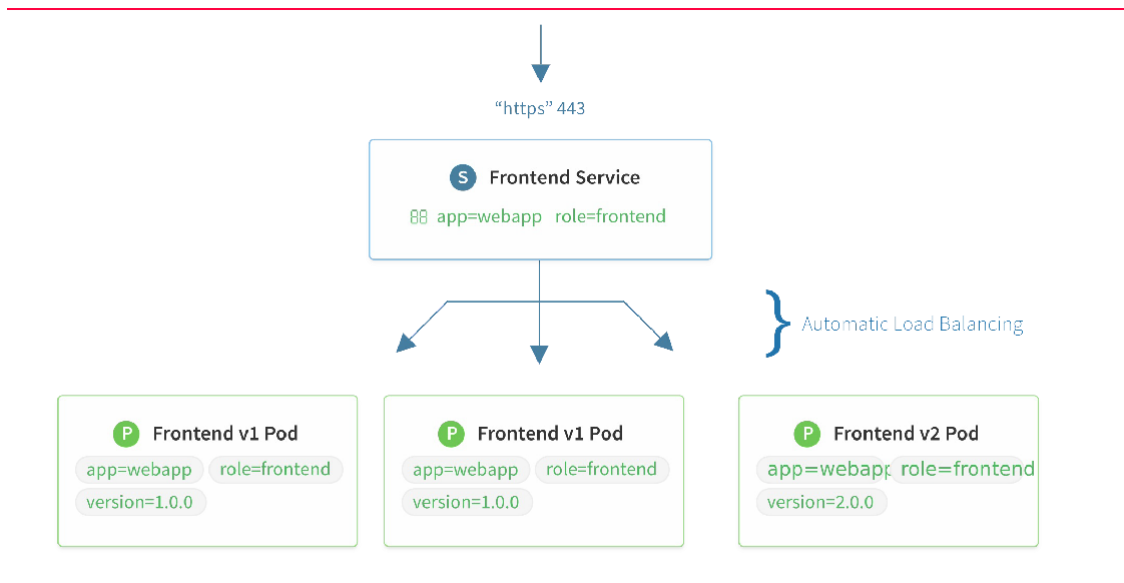 “https” 443
S Frontend Service
app=webapp role=frontend
Automatic Load Balancing
P Frontend v1 Pod
app=webapp role=frontend
version=1.0.0
P Frontend v1 Pod
app=webapp role=frontend
version=1.0.0
P Frontend v2 Pod
app=webapp role=frontend
version=2.0.0